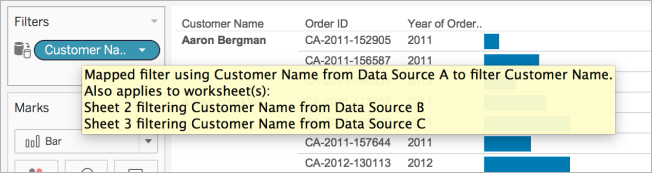 Filters
Customer Na..
Customer Name Order ID Year of Order..
Aaron Bergman CA-2011-152905 2011
CA-2011-156587 2011
Mapped filter using Customer Name from Data Source A to filter Customer Name.
Also applies to worksheet(s):
Sheet 2 filtering Customer Name from Data Source B
Sheet 3 filtering Customer Name from Data Source C
Marks
Bar
CA-2011-157644 2011
CA-2012-130113 2012